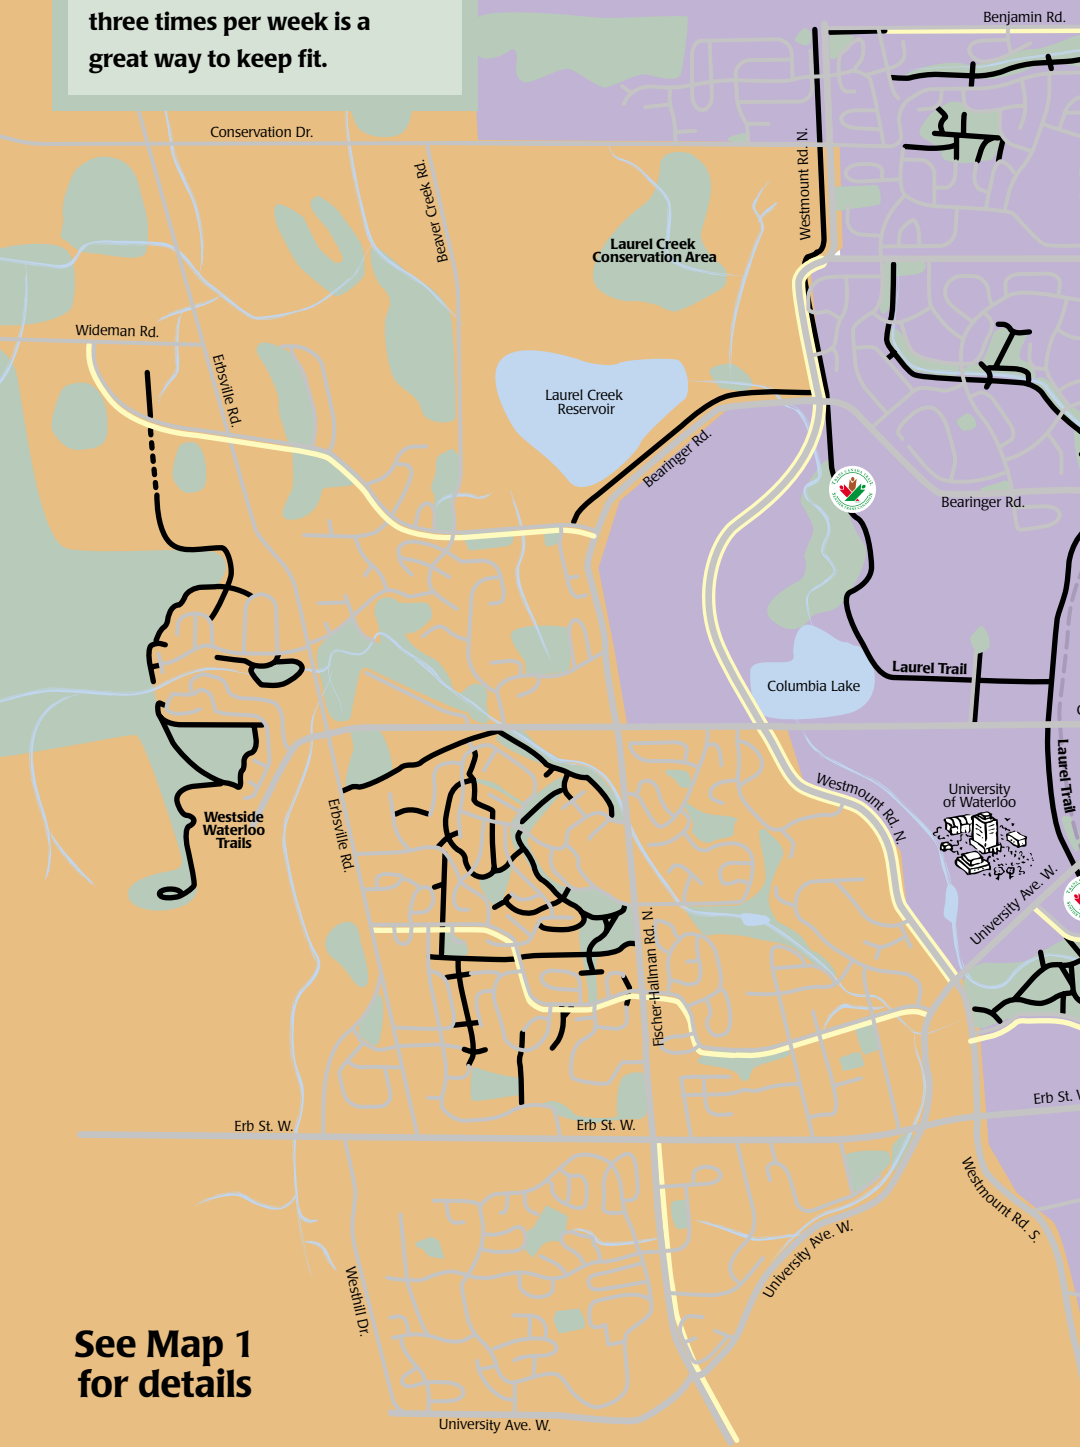 three times per week is a
great way to keep fit.
Benjamin Rd.
Conservation Dr.
Beaver Creek Rd.
Westmount Rd. N.
Laurel Creek
Conservation Area
Wideman Rd.
Erbsville Rd.
Laurel Creek
Reservoir
Bearinger Rd.
Bearinger Rd.
Laurel Trail
Columbia Lake
Laurel Trail
Westmount Rd. N.
University
of Waterloo
Erbsville Rd.
Westside
Waterloo
Trails
University Ave. W.
Fischer-Hallman Rd. N.
Erb St. W.
Erb St. W.
Erb St.
Westmount Rd. S.
University Ave. W.
Westhill Dr.
See Map 1
for details
University Ave. W.